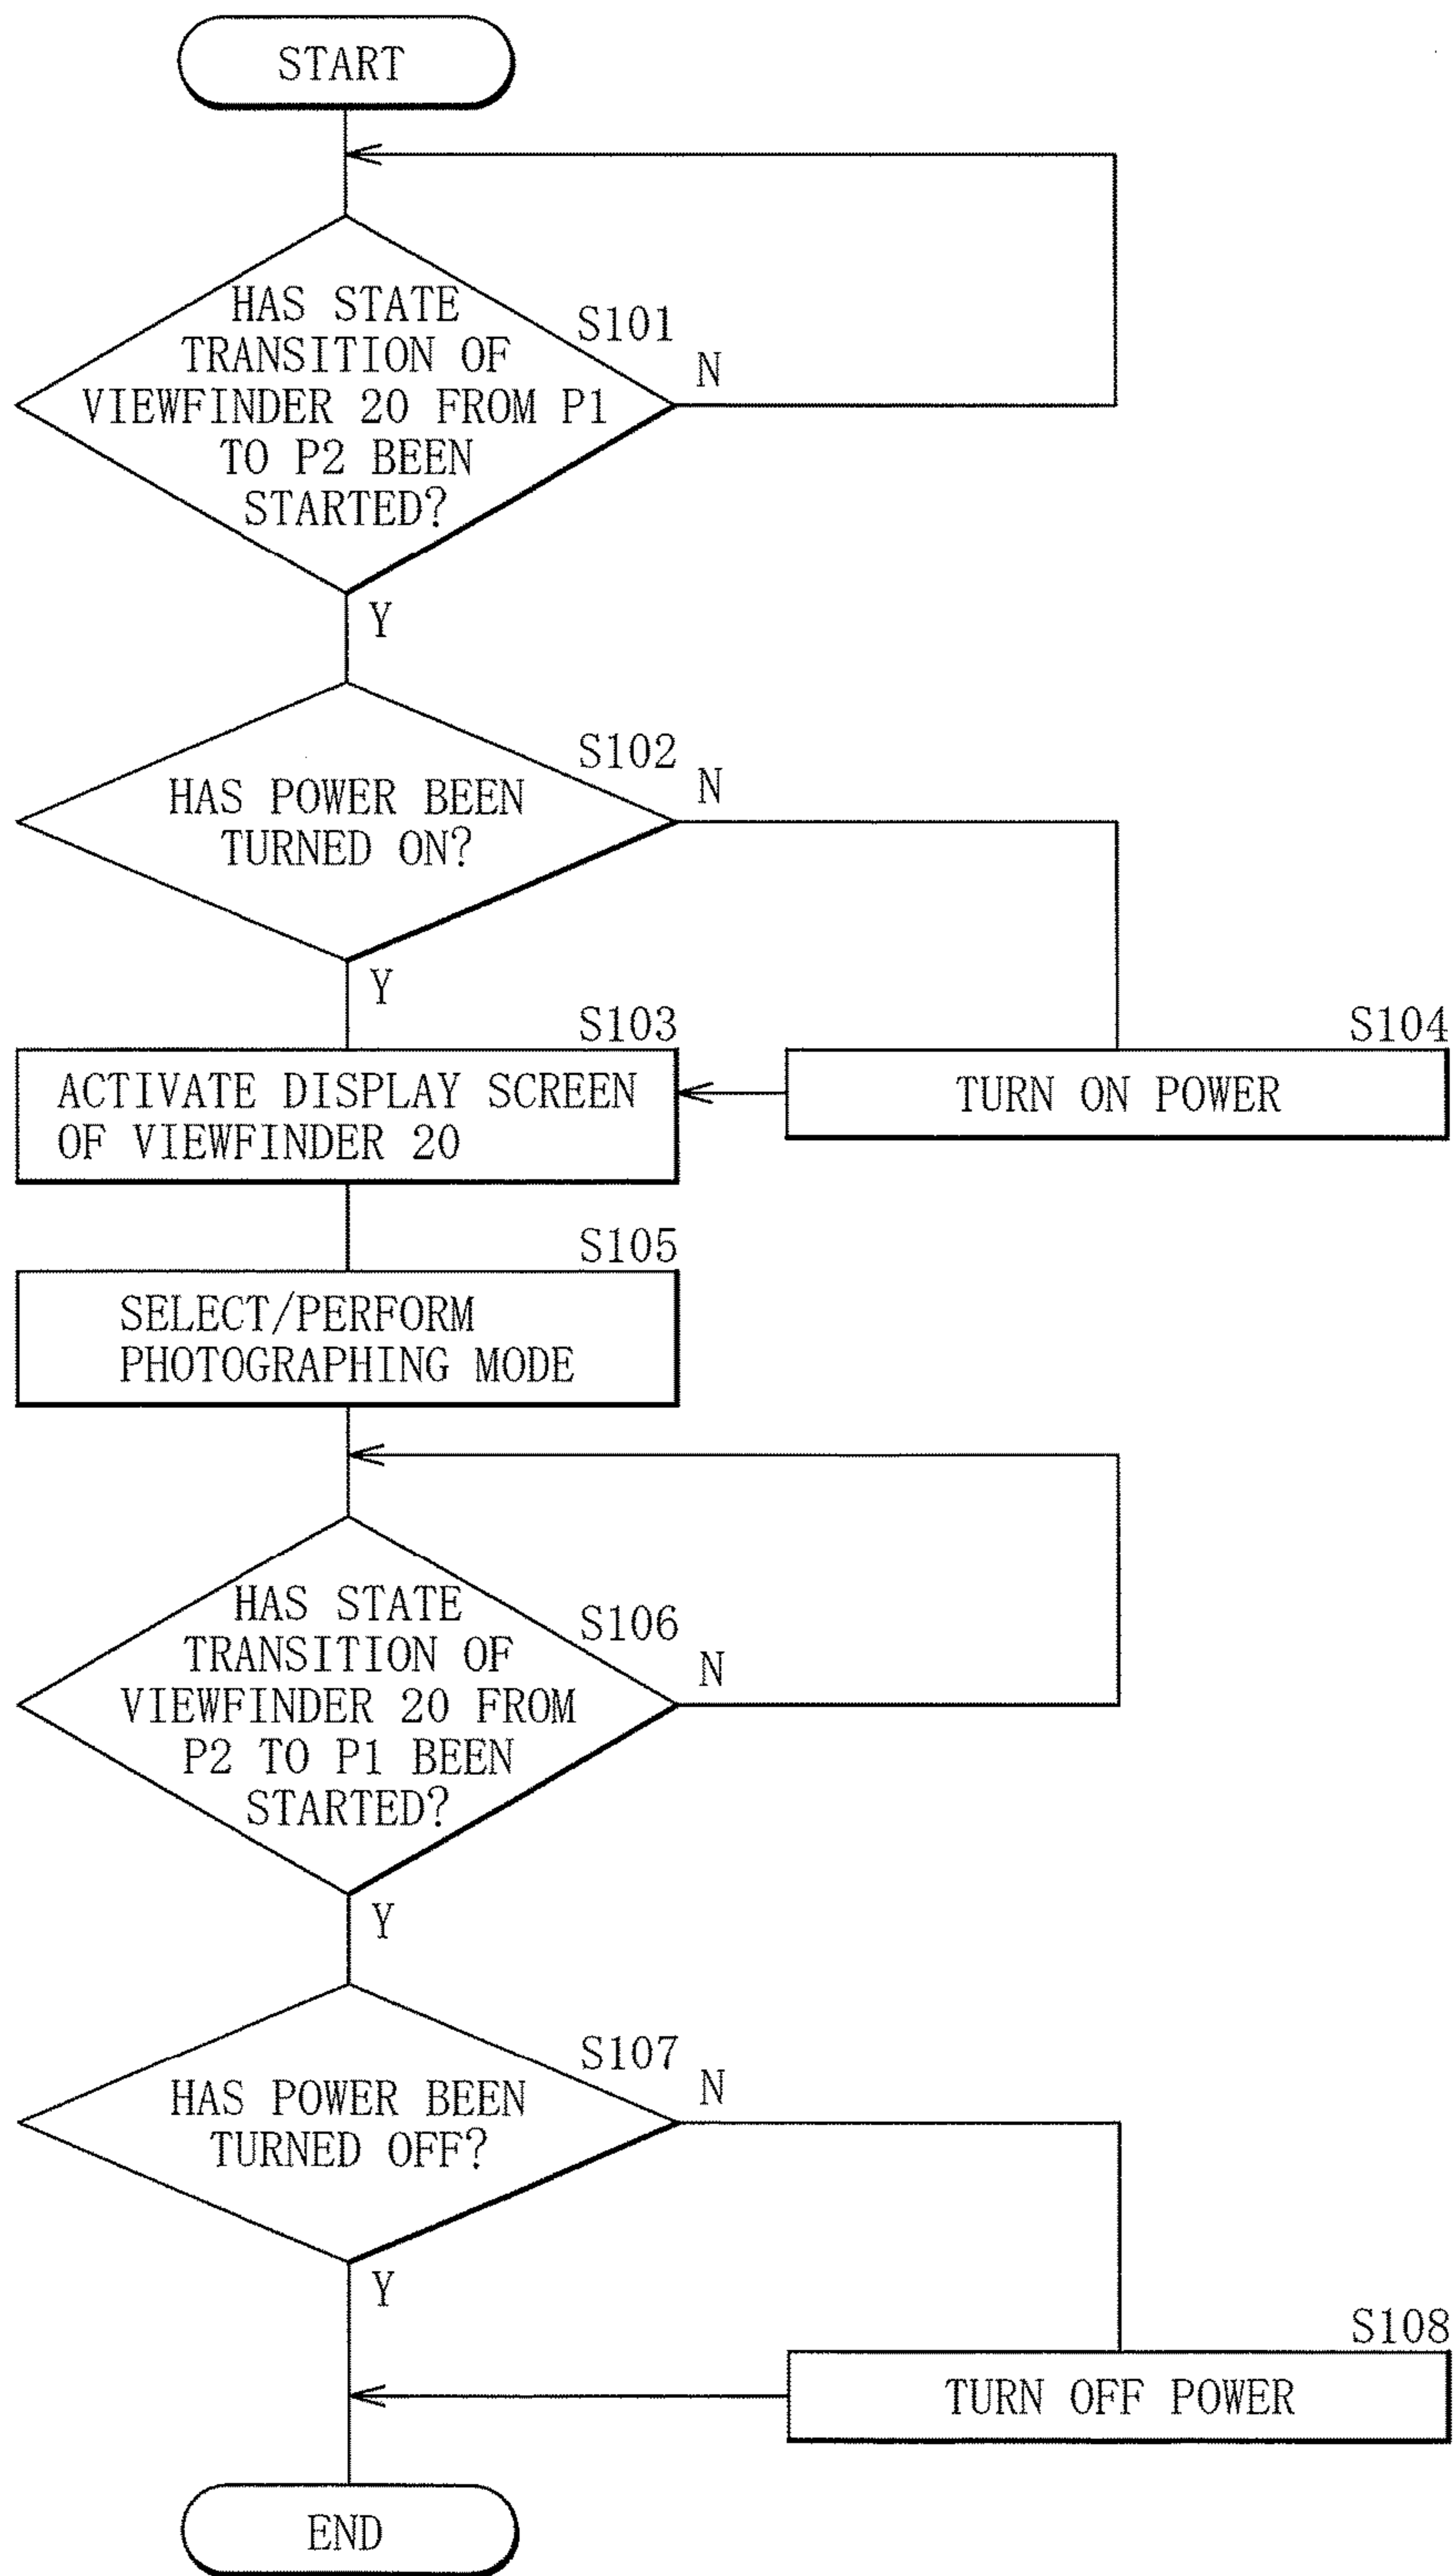 START
HAS STATE
TRANSITION OF
VIEWFINDER 20 FROM P1
TO P2 BEEN
STARTED?
S101
N
Y
HAS POWER BEEN
TURNED ON?
S102
N
Y
S103
ACTIVATE DISPLAY SCREEN
OF VIEWFINDER 20
S104
TURN ON POWER
S105
SELECT/PERFORM
PHOTOGRAPHING MODE
HAS STATE
TRANSITION OF
VIEWFINDER 20 FROM
P2 TO P1 BEEN
STARTED?
S106
N
Y
HAS POWER BEEN
TURNED OFF?
S107
N
Y
S108
TURN OFF POWER
END